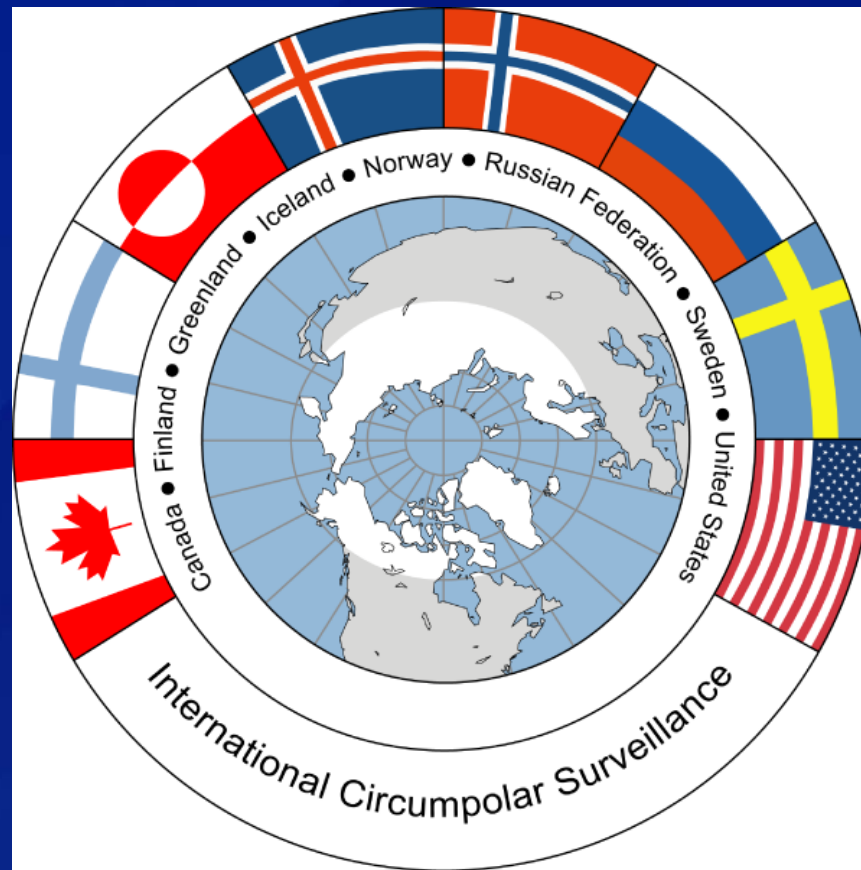 Canada ● Finland ● Greenland ● Iceland ● Norway ● Russian Federation ● Sweden ● United States
International Circumpolar Surveillance